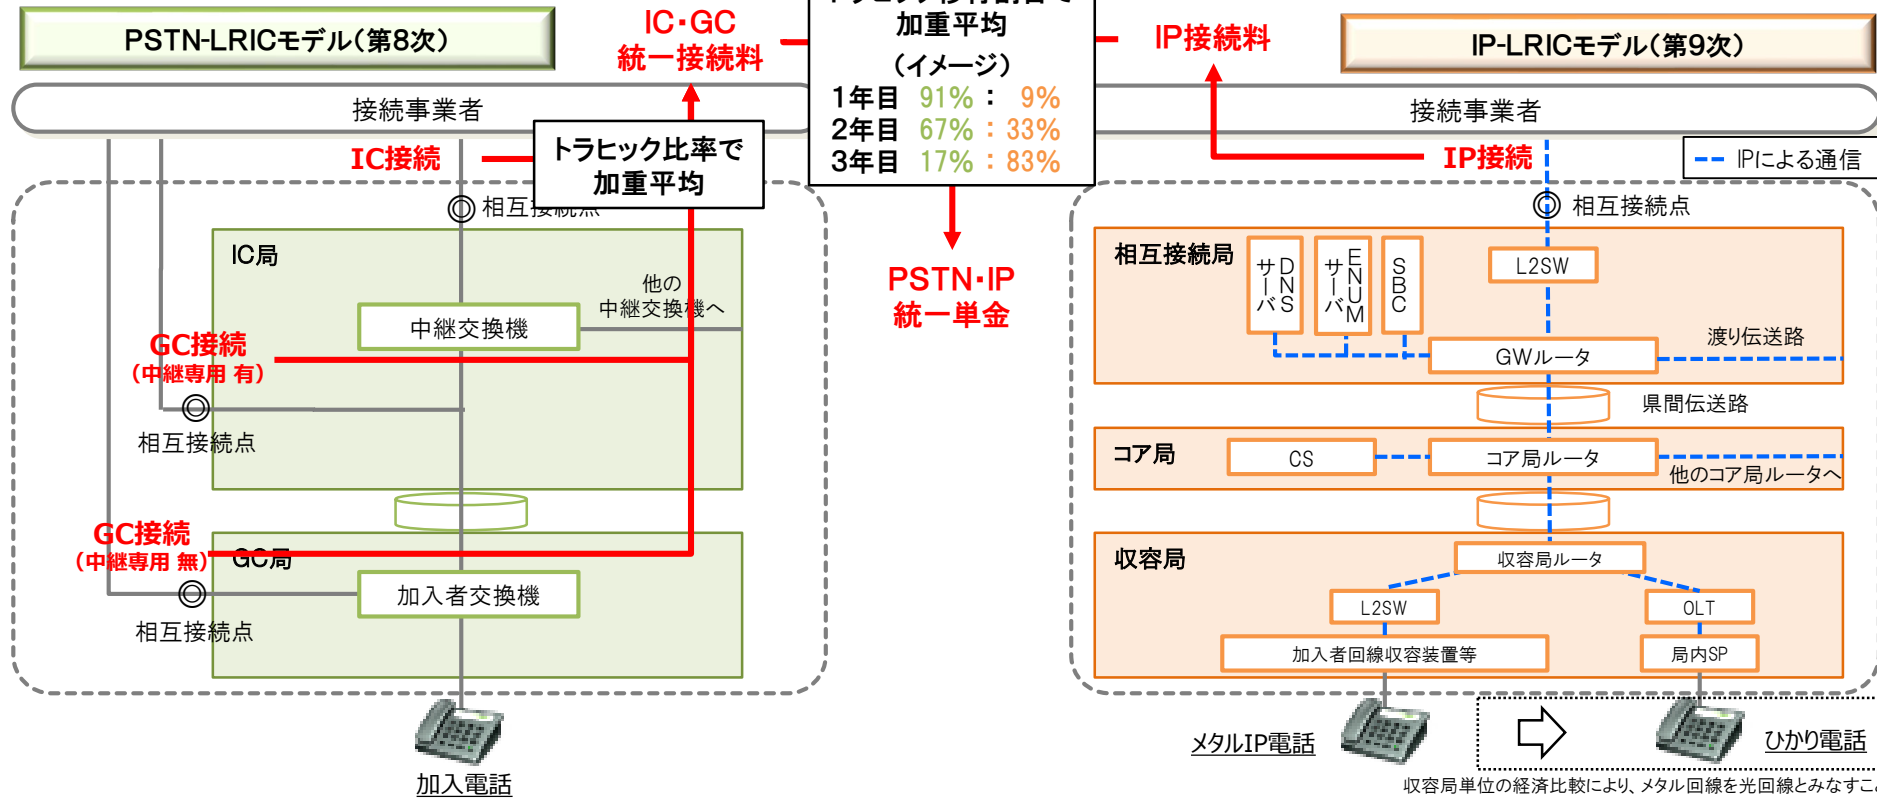 PSTN-LRICモデル(第8次)
IC・GC
統一接続料
トラヒック移行割合で
加重平均
(イメージ)
1年目 91% : 9%
2年目 67% : 33%
3年目 17% : 83%
IP接続料
IP-LRICモデル(第9次)
接続事業者
接続事業者
IC接続
トラヒック比率で
加重平均
IP接続
IPによる通信
相互接続点
相互接続点
IC局
他の
中継交換機へ
中継交換機
GC接続
(中継専用 有)
相互接続点
GC接続
(中継専用 無)
GC局
加入者交換機
相互接続点
加入電話
PSTN・IP
統一単金
相互接続局
DNS
サーバ
ENUM
サーバ
SBC
L2SW
GWルータ
渡り伝送路
県間伝送路
コア局
CS
コア局ルータ
他のコア局ルータへ
収容局
収容局ルータ
L2SW
OLT
加入者回線収容装置等
局内SP
メタルIP電話
ひかり電話
収容局単位の経済比較により、メタル回線を光回線とみなすこ